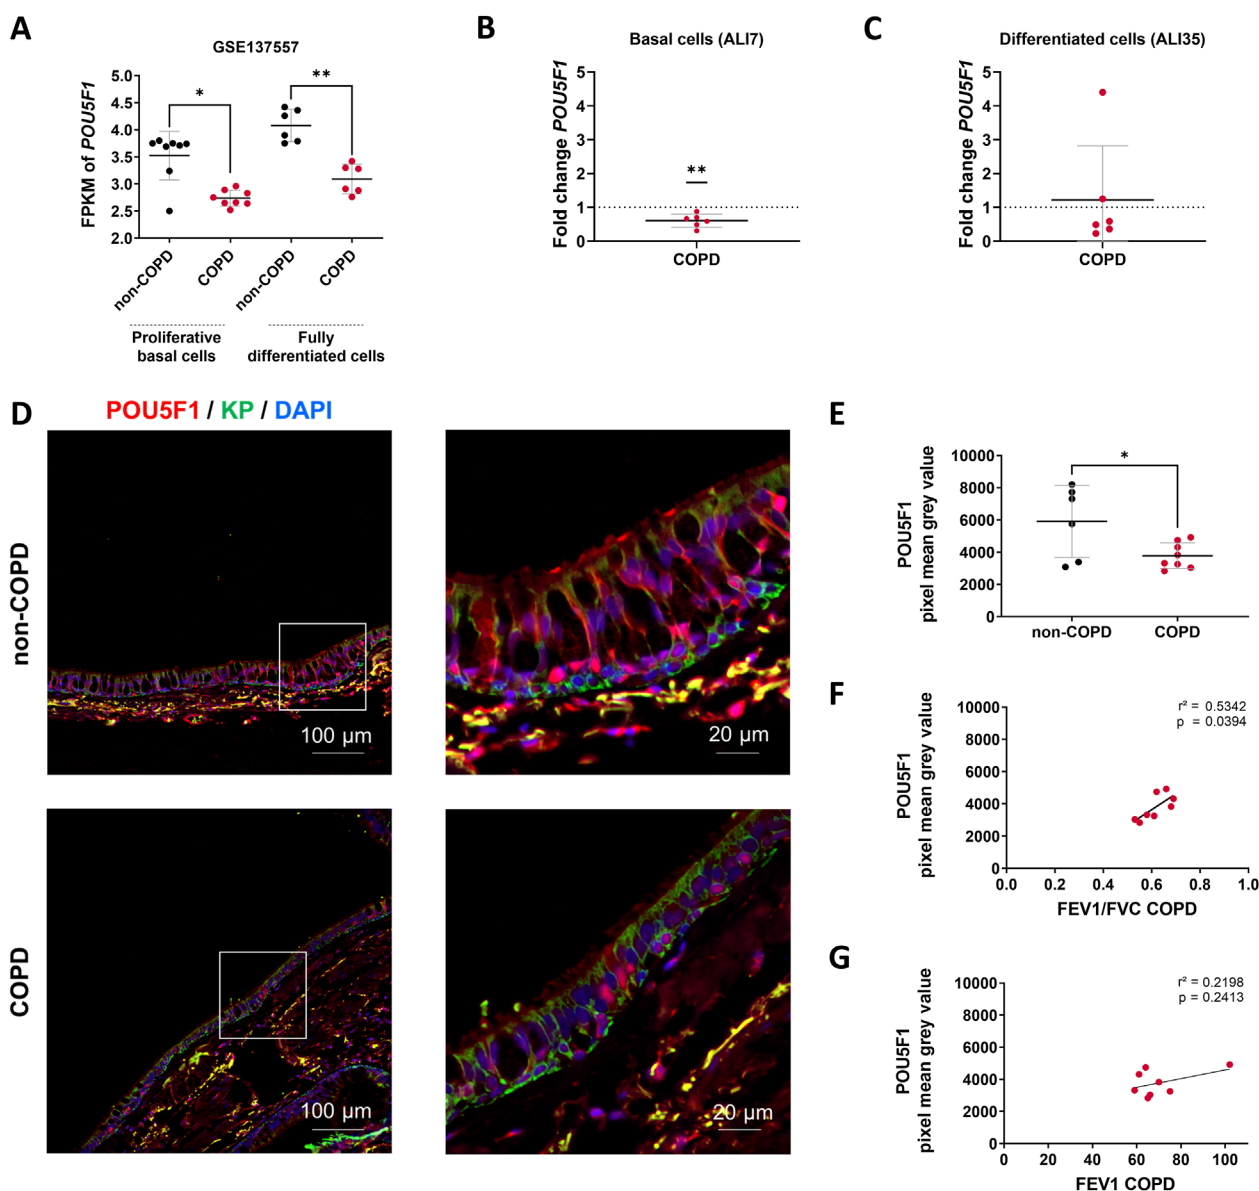 A
GSE137557
FPKM of POU5F1
5.0
4.5
4.0
3.5
3.0
2.5
2.0
*
**
non-COPD
COPD
non-COPD
COPD
Proliferative
basal cells
Fully
differentiated cells
B
Basal cells (ALI7)
Fold change POU5F1
5
4
3
2
1
0
**
COPD
C
Differentiated cells (ALI35)
Fold change POU5F1
5
4
3
2
1
0
COPD
D
POU5F1 / KP / DAPI
non-COPD
100 µm
20 µm
COPD
100 µm
20 µm
E
POU5F1
pixel mean grey value
10000
8000
6000
4000
2000
0
*
non-COPD
COPD
F
POU5F1
pixel mean grey value
10000
8000
6000
4000
2000
0
r² = 0.5342
p = 0.0394
0.0 0.2 0.4 0.6 0.8 1.0
FEV1/FVC COPD
G
POU5F1
pixel mean grey value
10000
8000
6000
4000
2000
0
r² = 0.2198
p = 0.2413
0 20 40 60 80 100
FEV1 COPD